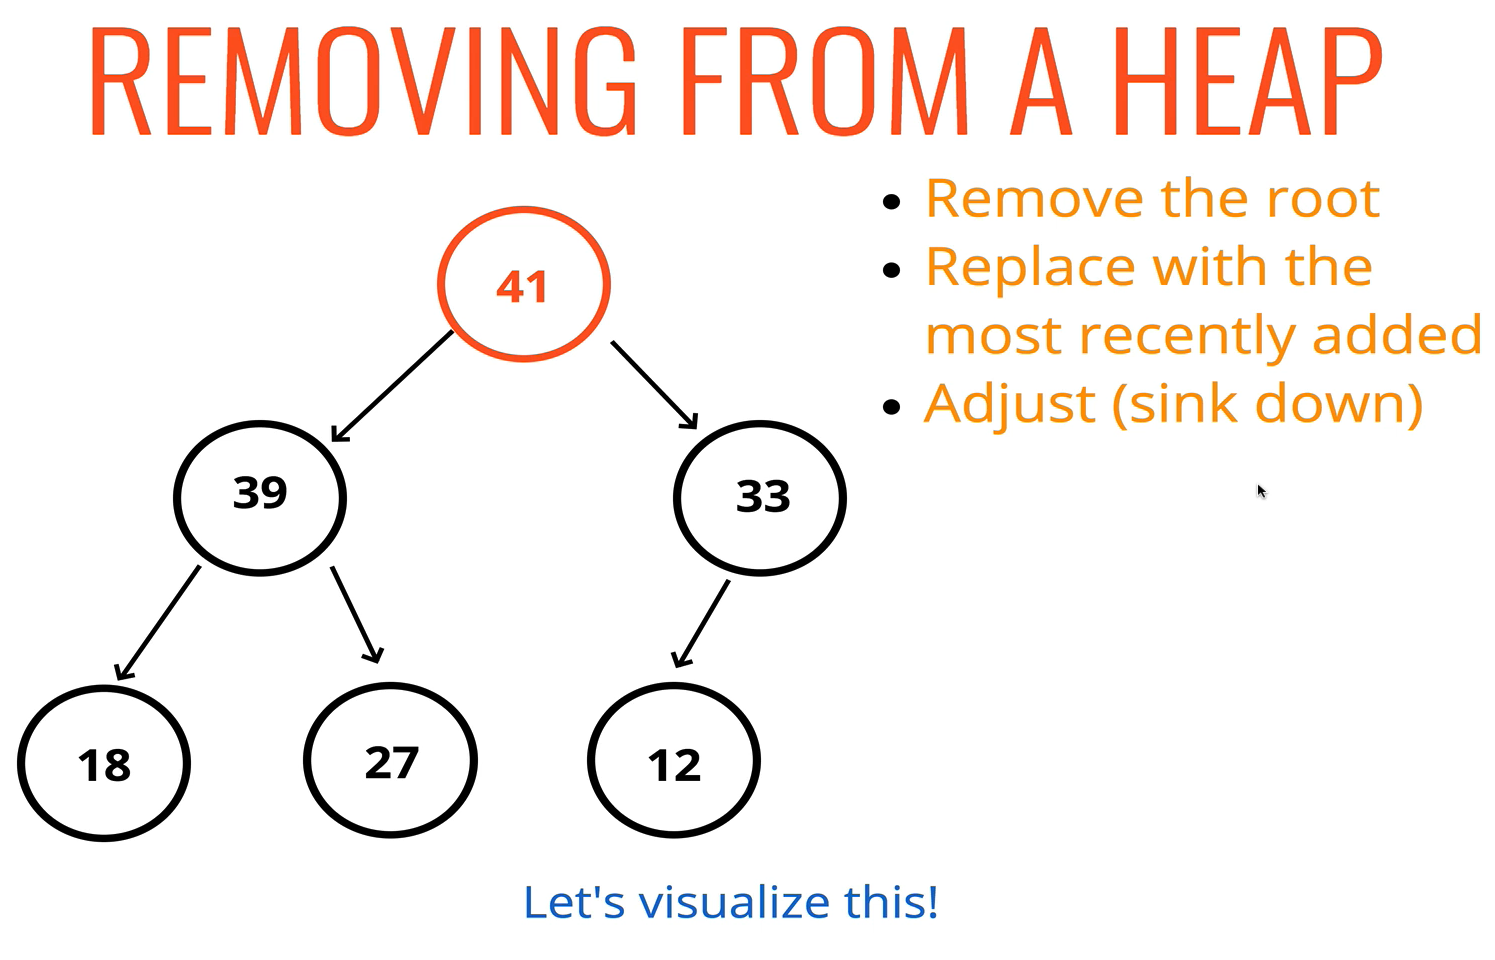 REMOVING FROM A HEAP
Remove the root
Replace with the
most recently added
Adjust (sink down)
41
39
33
18
27
12
Let's visualize this!